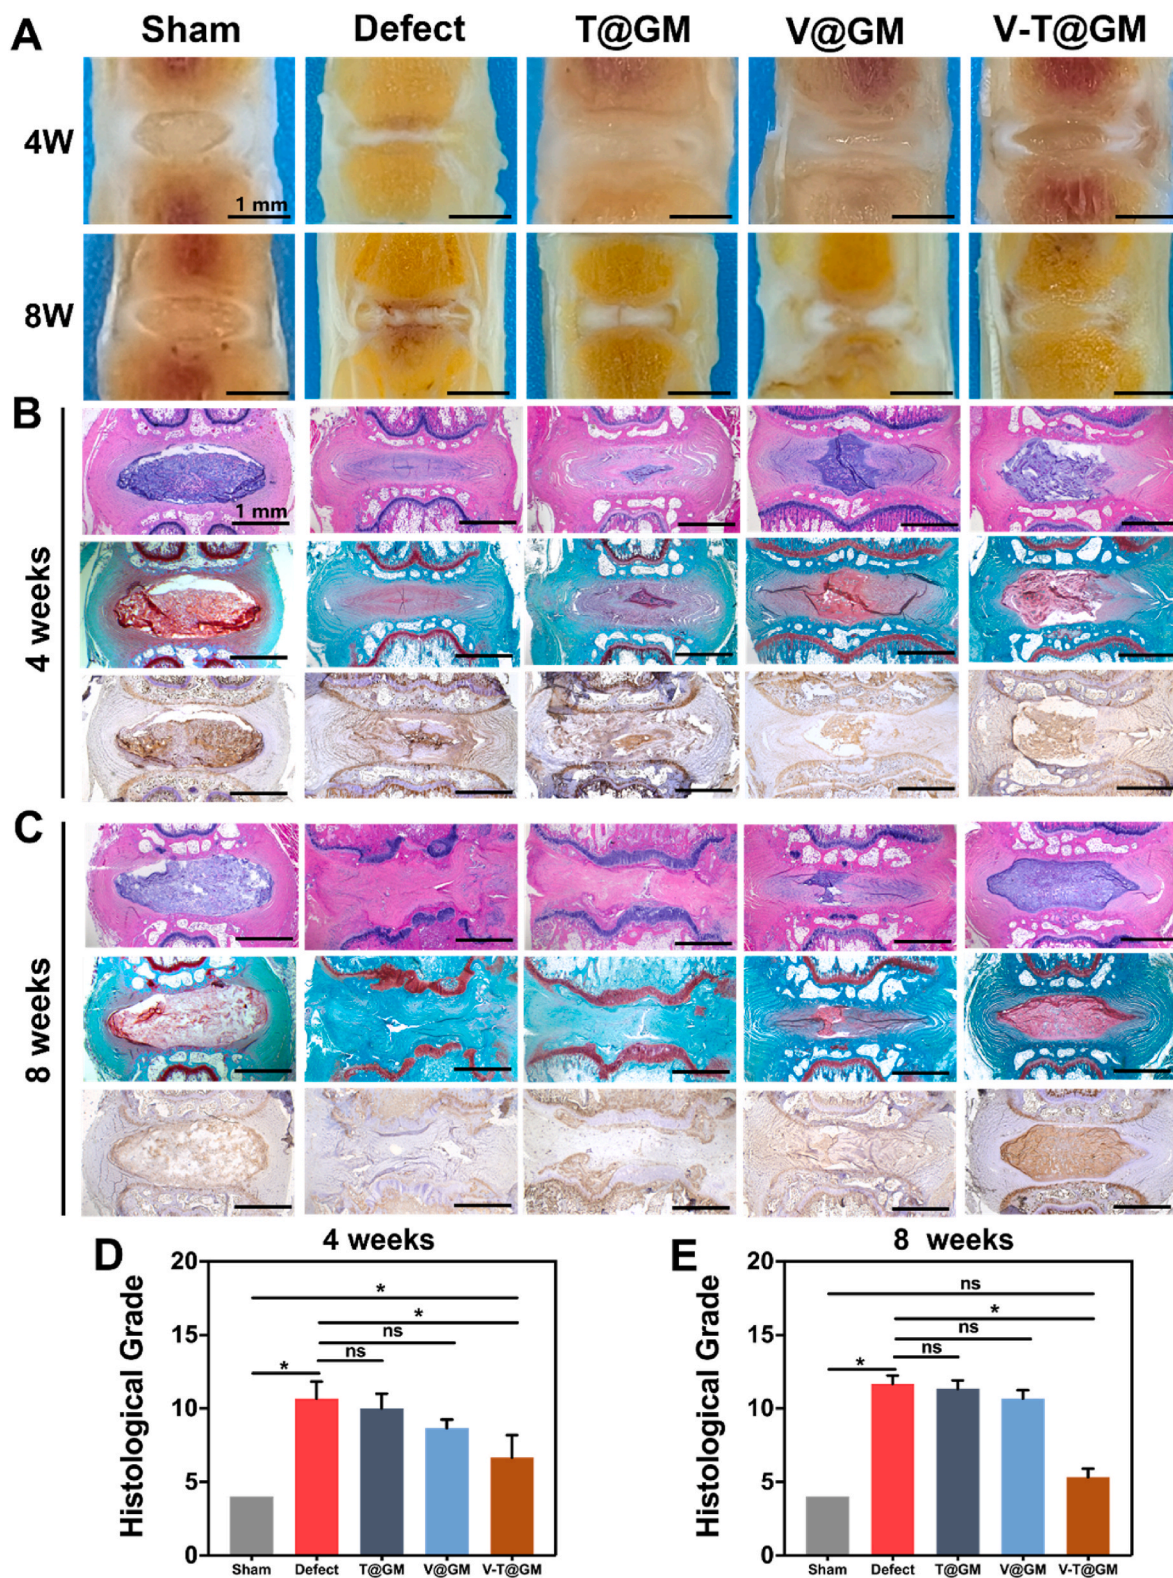 A Sham Defect T@GM V@GM V-T@GM
4W
1 mm
8W
B
1 mm
4 weeks
C
8 weeks
D 4 weeks
Histological Grade
20
15
10
5
0
*
*
ns
ns
*
Sham Defect T@GM V@GM V-T@GM
E 8 weeks
Histological Grade
20
15
10
5
0
ns
*
ns
ns
*
Sham Defect T@GM V@GM V-T@GM